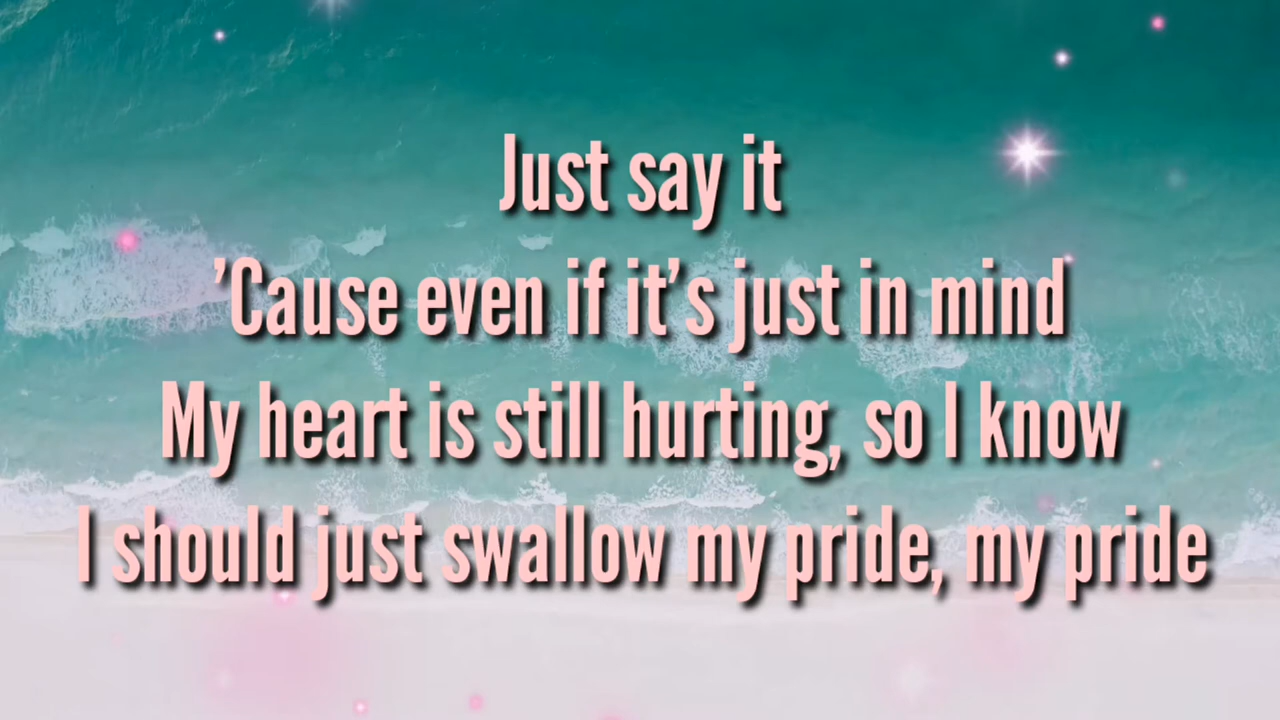 Just say it
’Cause even if it’s just in mind
My heart is still hurting, so I know
I should just swallow my pride, my pride